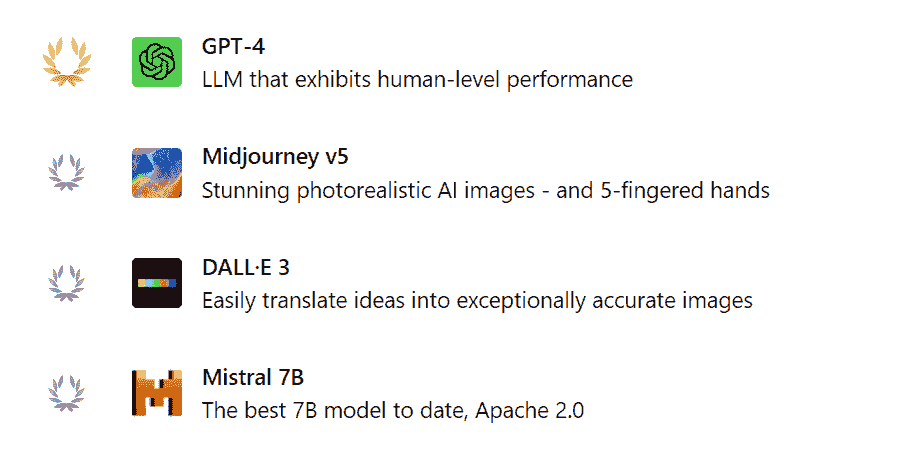 GPT-4
LLM that exhibits human-level performance
Midjourney v5
Stunning photorealistic AI images - and 5-fingered hands
DALL·E 3
Easily translate ideas into exceptionally accurate images
Mistral 7B
The best 7B model to date, Apache 2.0